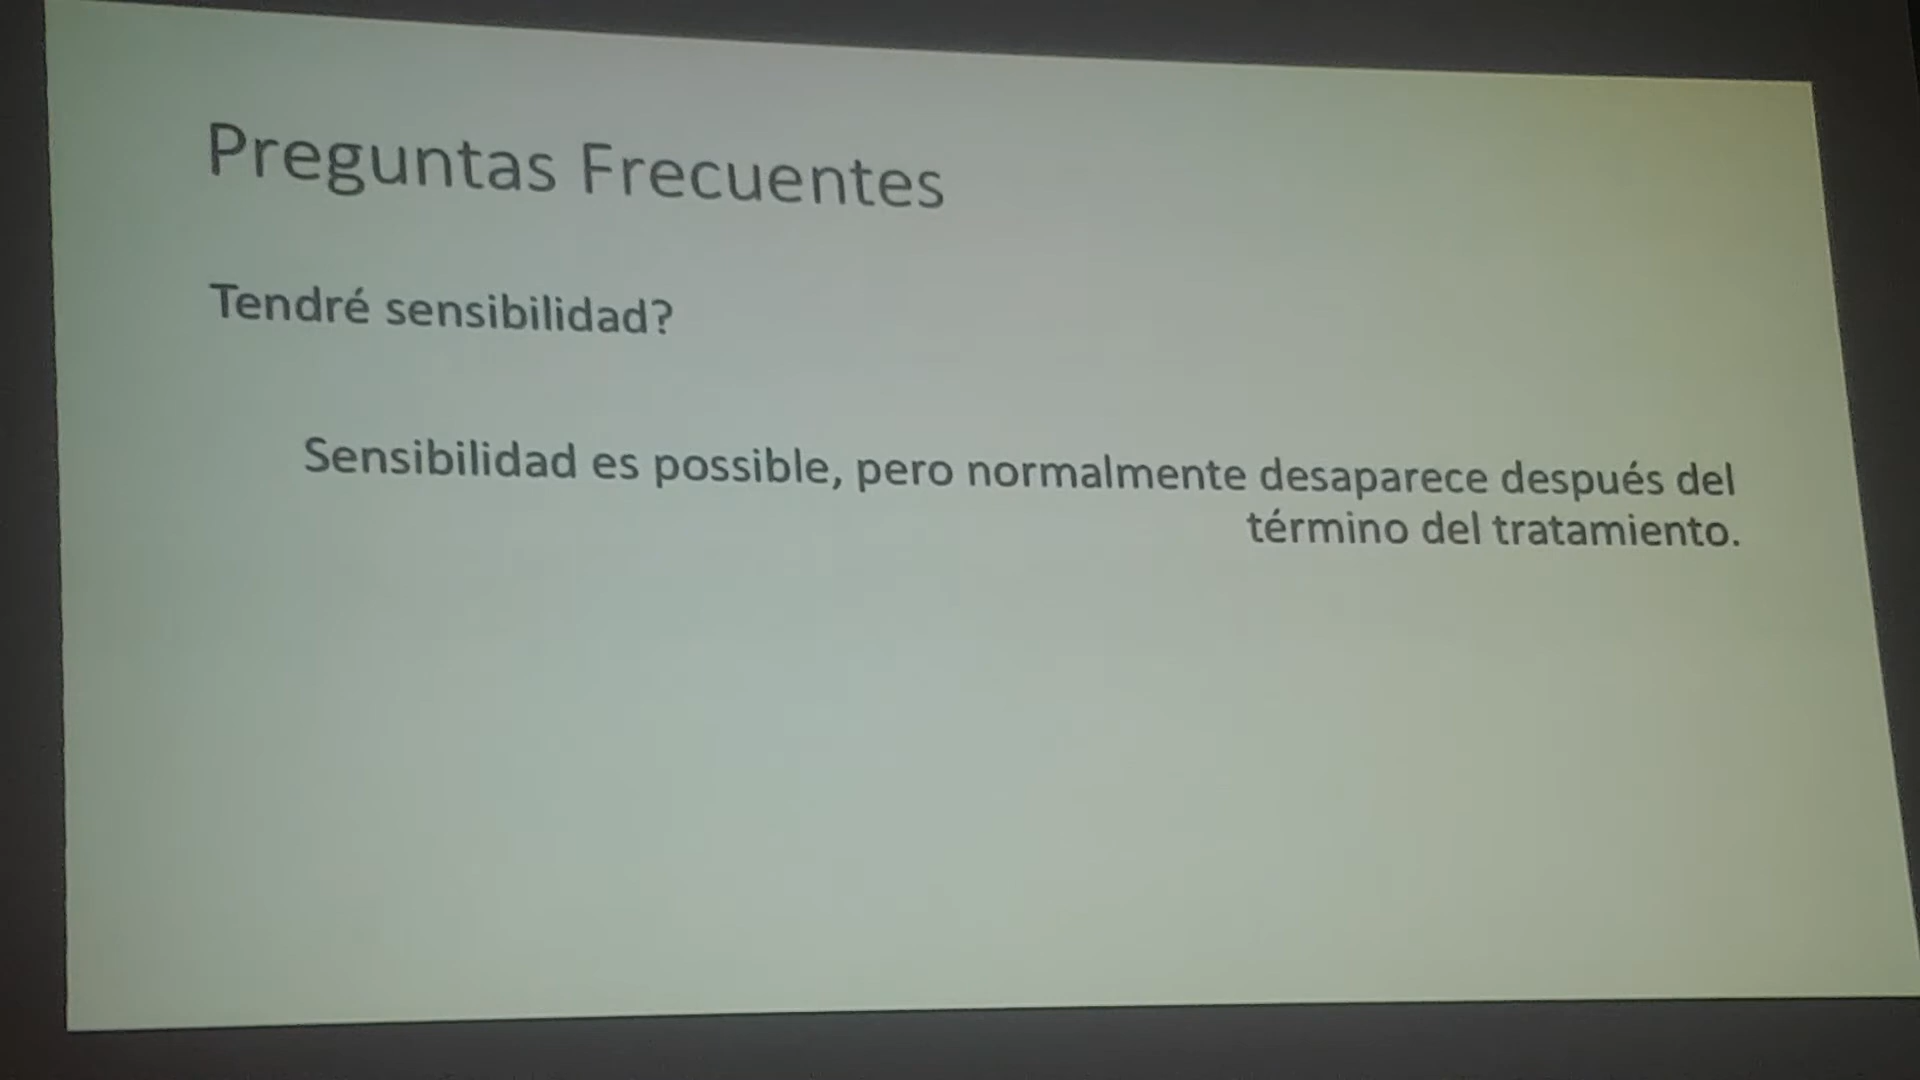 Preguntas Frecuentes
Tendré sensibilidad?
Sensibilidad es possible, pero normalmente desaparece después del
término del tratamiento.